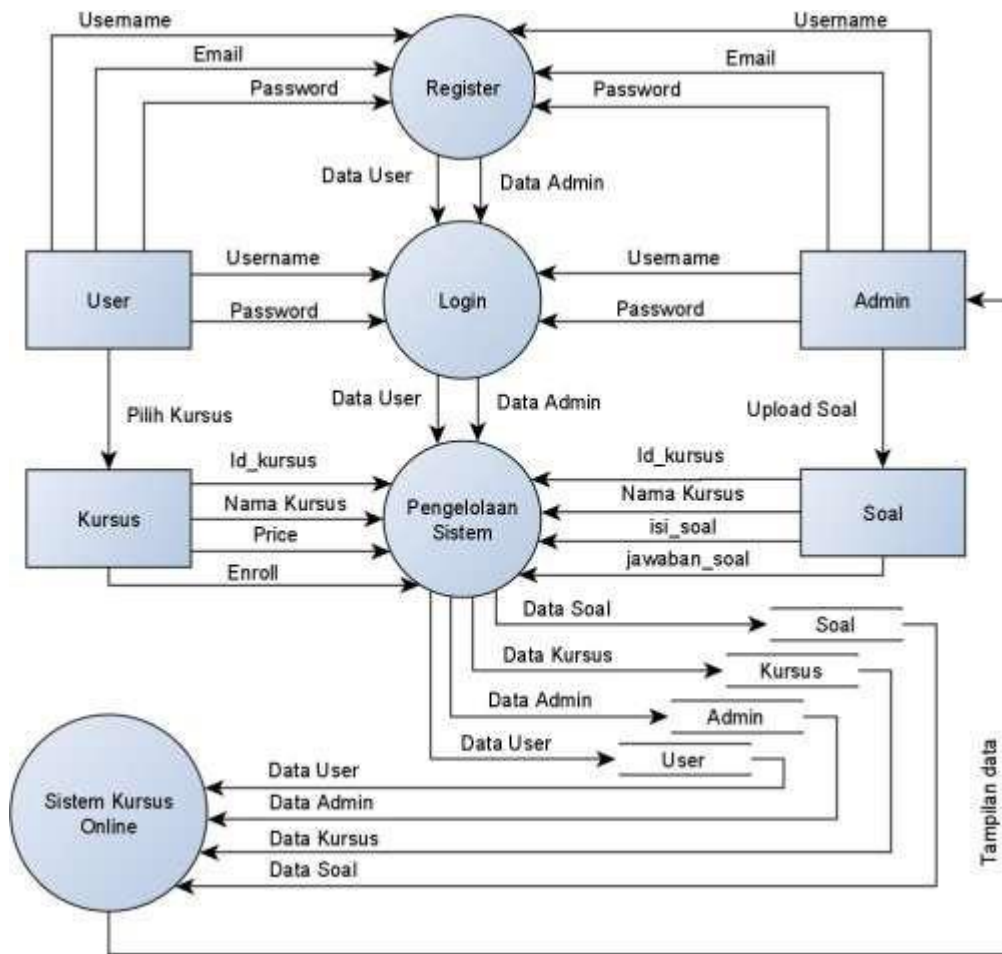 Username
Username
Email
Email
Password
Password
Register
Data User
Data Admin
Username
Username
User
Login
Admin
Password
Password
Data User
Data Admin
Pilih Kursus
Upload Soal
Id_kursus
Id_kursus
Nama Kursus
Nama Kursus
Kursus
Pengelolaan
Sistem
Soal
Price
isi_soal
Enroll
jawaban_soal
Data Soal
Soal
Data Kursus
Kursus
Data Admin
Admin
Data User
User
Data User
Sistem Kursus
Online
Data Admin
Data Kursus
Data Soal
Tampilan data